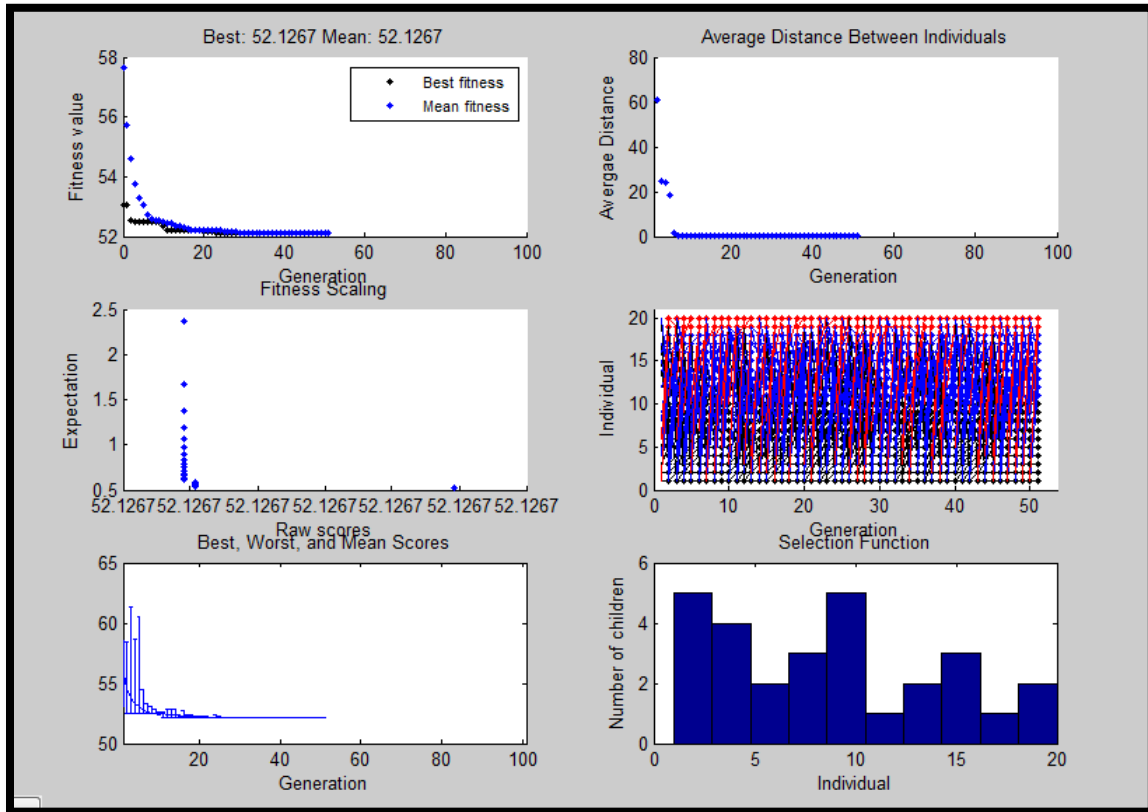 Best: 52.1267 Mean: 52.1267
58
56
54
52
Fitness value
Best fitness
Mean fitness
0 20 40 60 80 100
Generation
Average Distance Between Individuals
80
60
40
20
0
Avergae Distance
20 40 60 80 100
Generation
Fitness Scaling
2.5
2
1.5
1
0.5
Expectation
52.1267 52.1267 52.1267 52.1267 52.1267 52.1267 52.1267
Raw scores
20
15
10
5
0
Individual
0 10 20 30 40 50
Generation
Best, Worst, and Mean Scores
65
60
55
50
20 40 60 80 100
Generation
Selection Function
6
4
2
0
Number of children
0 5 10 15 20
Individual